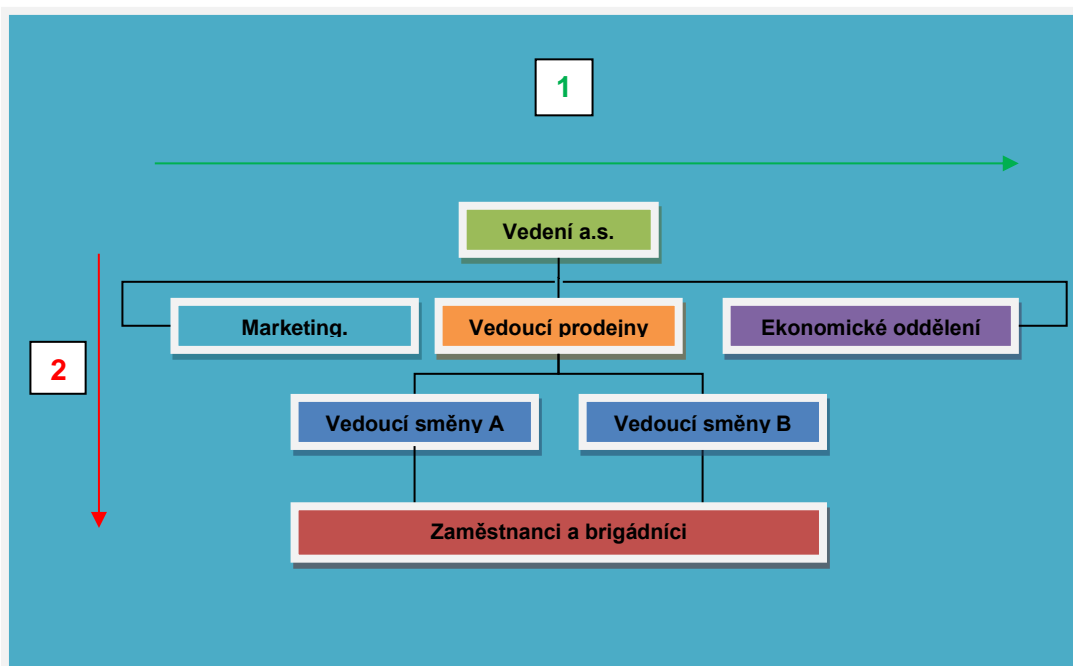 1
Vedení a.s.
Marketing.
Vedoucí prodejny
Ekonomické oddělení
2
Vedoucí směny A
Vedoucí směny B
Zaměstnanci a brigádníci